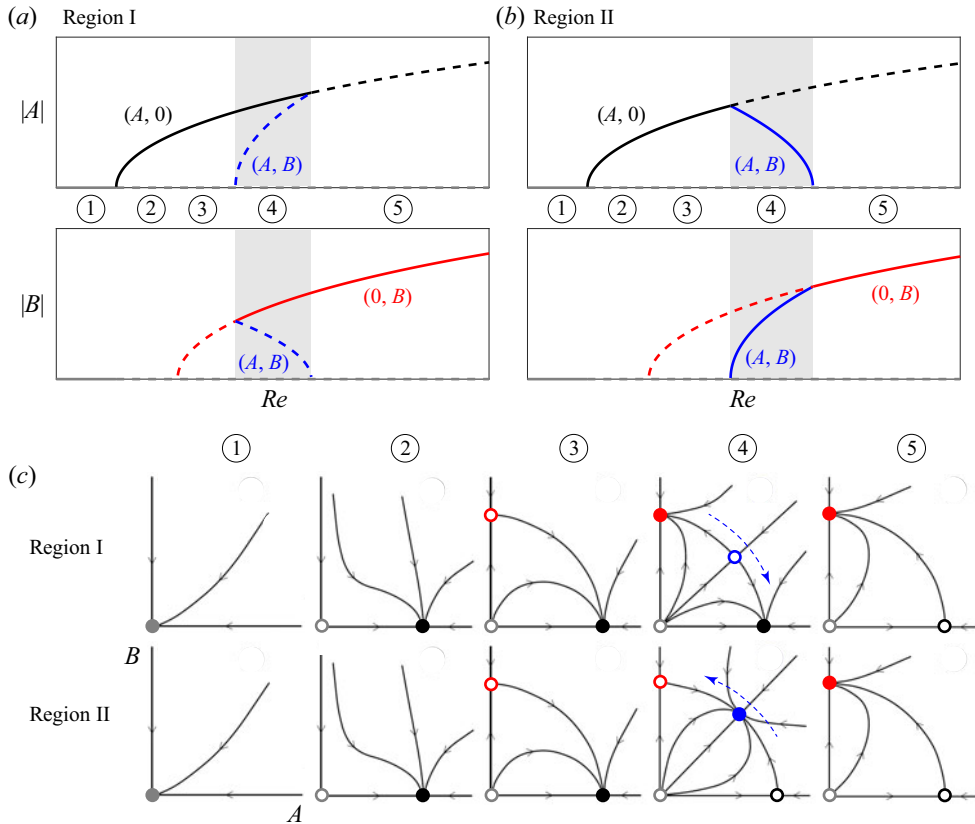 (a) Region I
(b) Region II
|A|
(A, 0)
(A, B)
(A, 0)
(A, B)
① ② ③ ④ ⑤
① ② ③ ④ ⑤
|B|
(0, B)
(A, B)
(0, B)
(A, B)
Re
Re
① ② ③ ④ ⑤
(c)
Region I
B
Region II
A